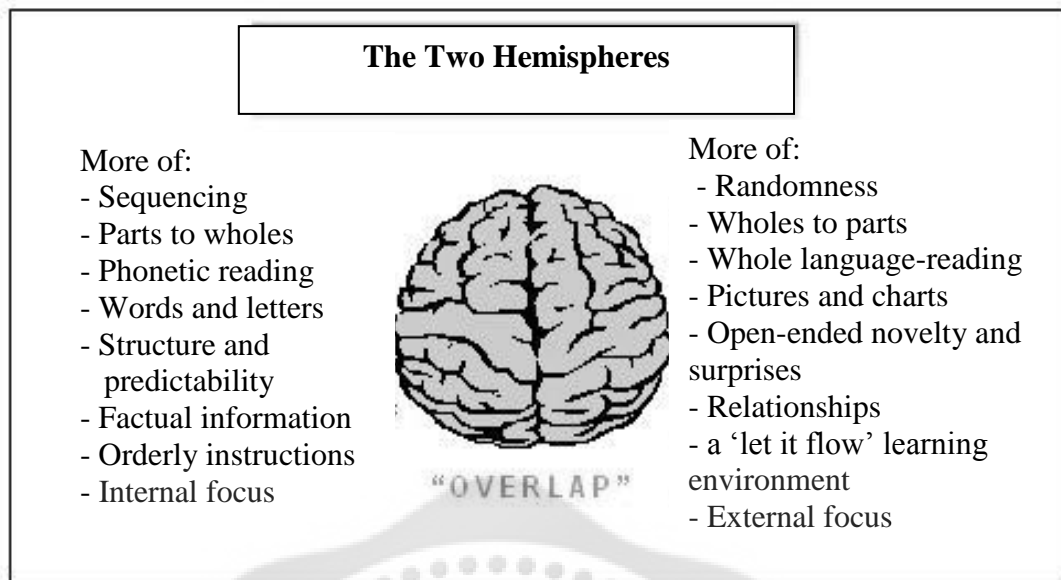 The Two Hemispheres
More of:
- Sequencing
- Parts to wholes
- Phonetic reading
- Words and letters
- Structure and
predictability
- Factual information
- Orderly instructions
- Internal focus
"OVERLAP"
More of:
- Randomness
- Wholes to parts
- Whole language-reading
- Pictures and charts
- Open-ended novelty and
surprises
- Relationships
- a ‘let it flow’ learning
environment
- External focus